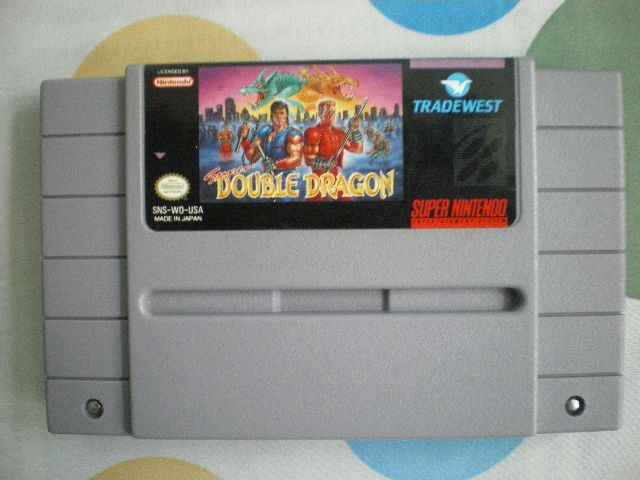 LICENSED BY
Nintendo
TRADEWEST
Super
DOUBLE DRAGON
SNS-WD-USA
MADE IN JAPAN
SUPER NINTENDO
ENTERTAINMENT SYSTEM